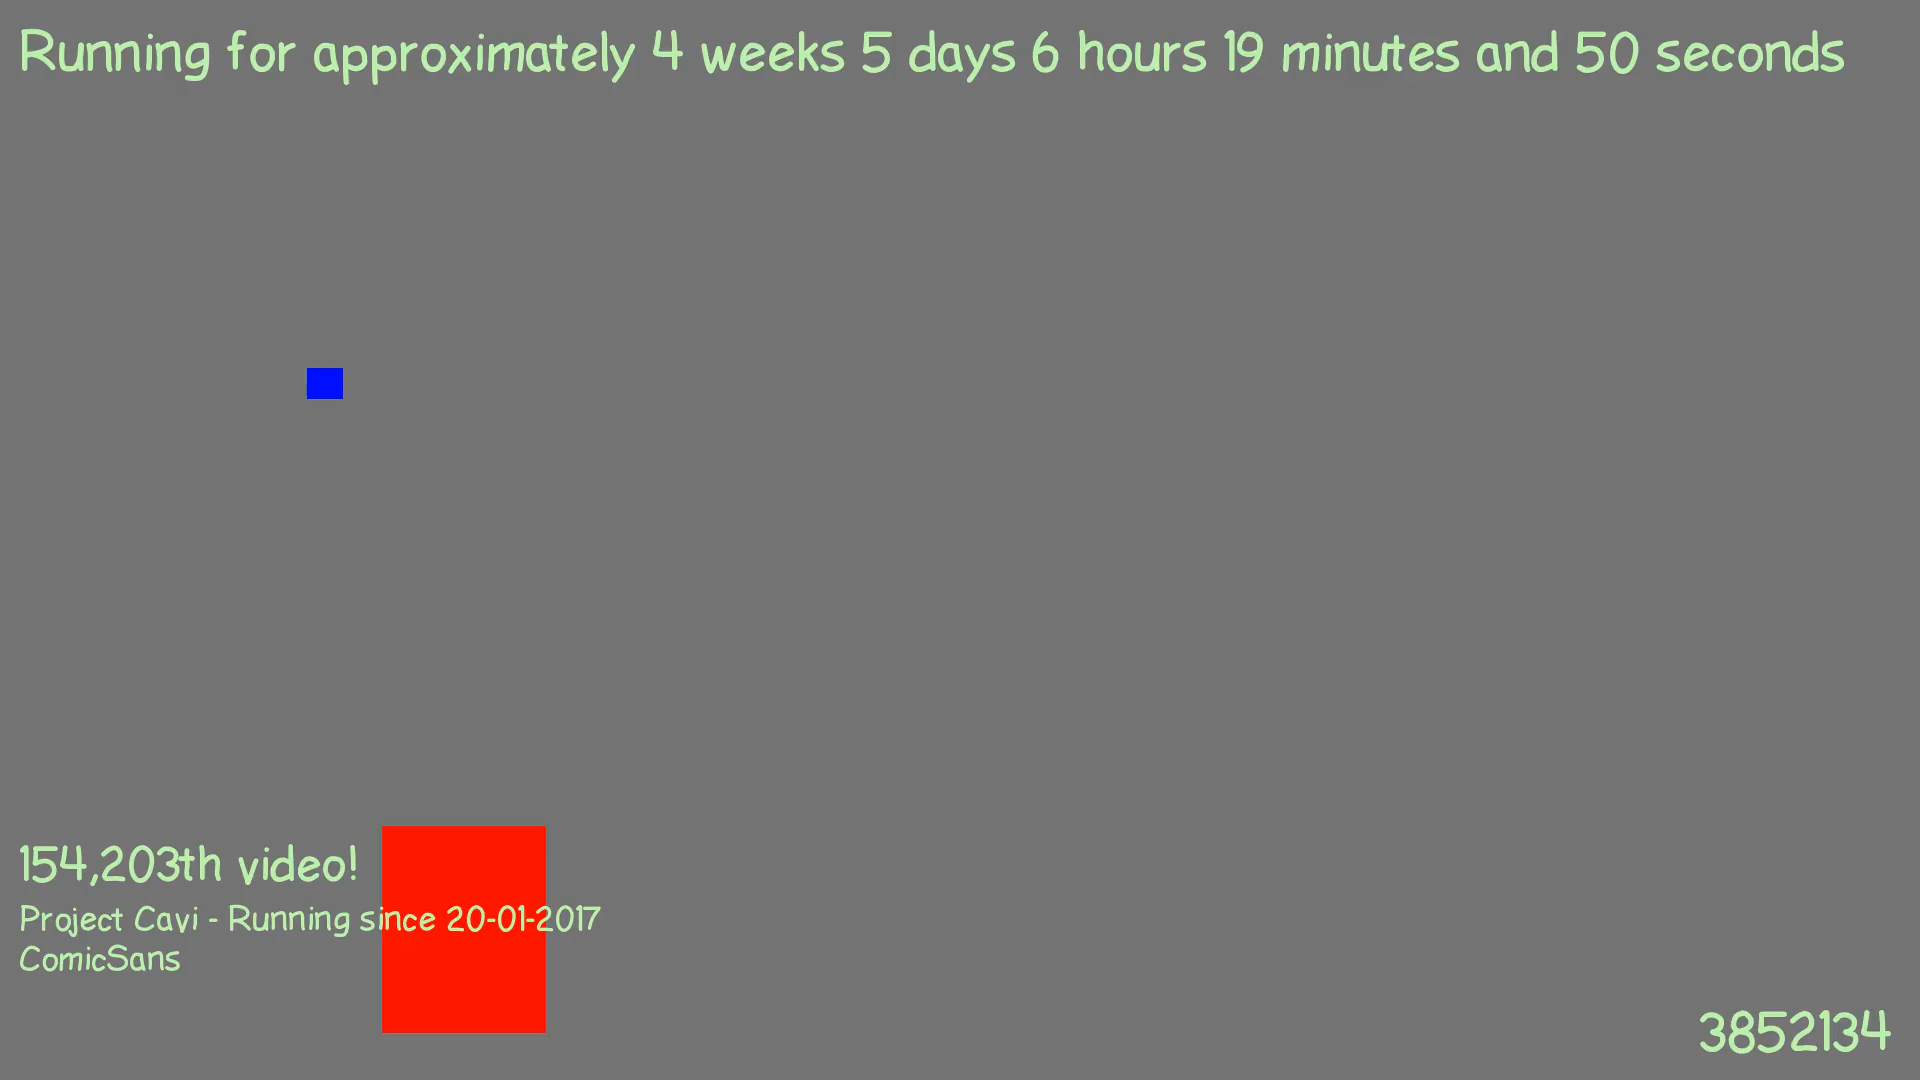 Running for approximately 4 weeks 5 days 6 hours 19 minutes and 50 seconds
154,203th video!
Project Cavi - Running since 20-01-2017
ComicSans
3852134